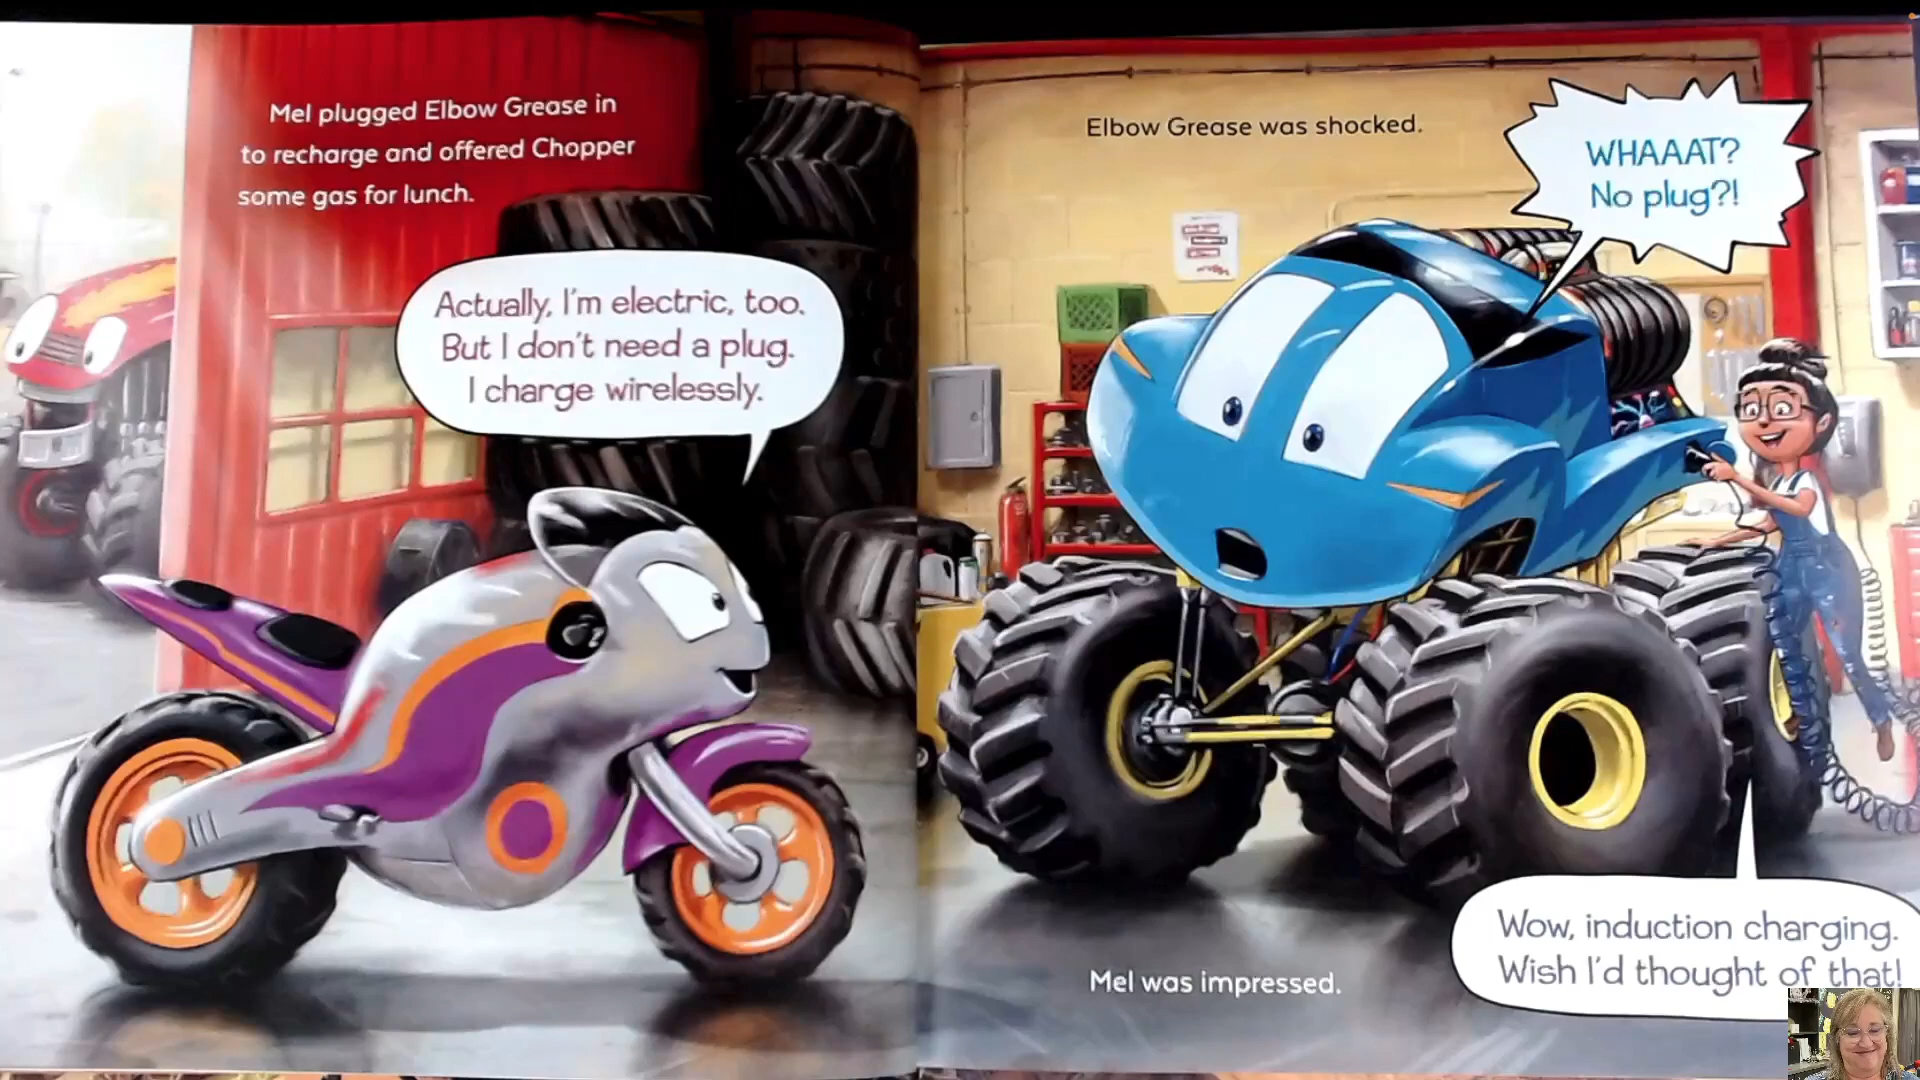 Mel plugged Elbow Grease in
to recharge and offered Chopper
some gas for lunch.
Actually, I'm electric, too.
But I don't need a plug.
I charge wirelessly.
Elbow Grease was shocked.
WHAAAT?
No plug?!
Wow, induction charging.
Wish I'd thought of that!
Mel was impressed.